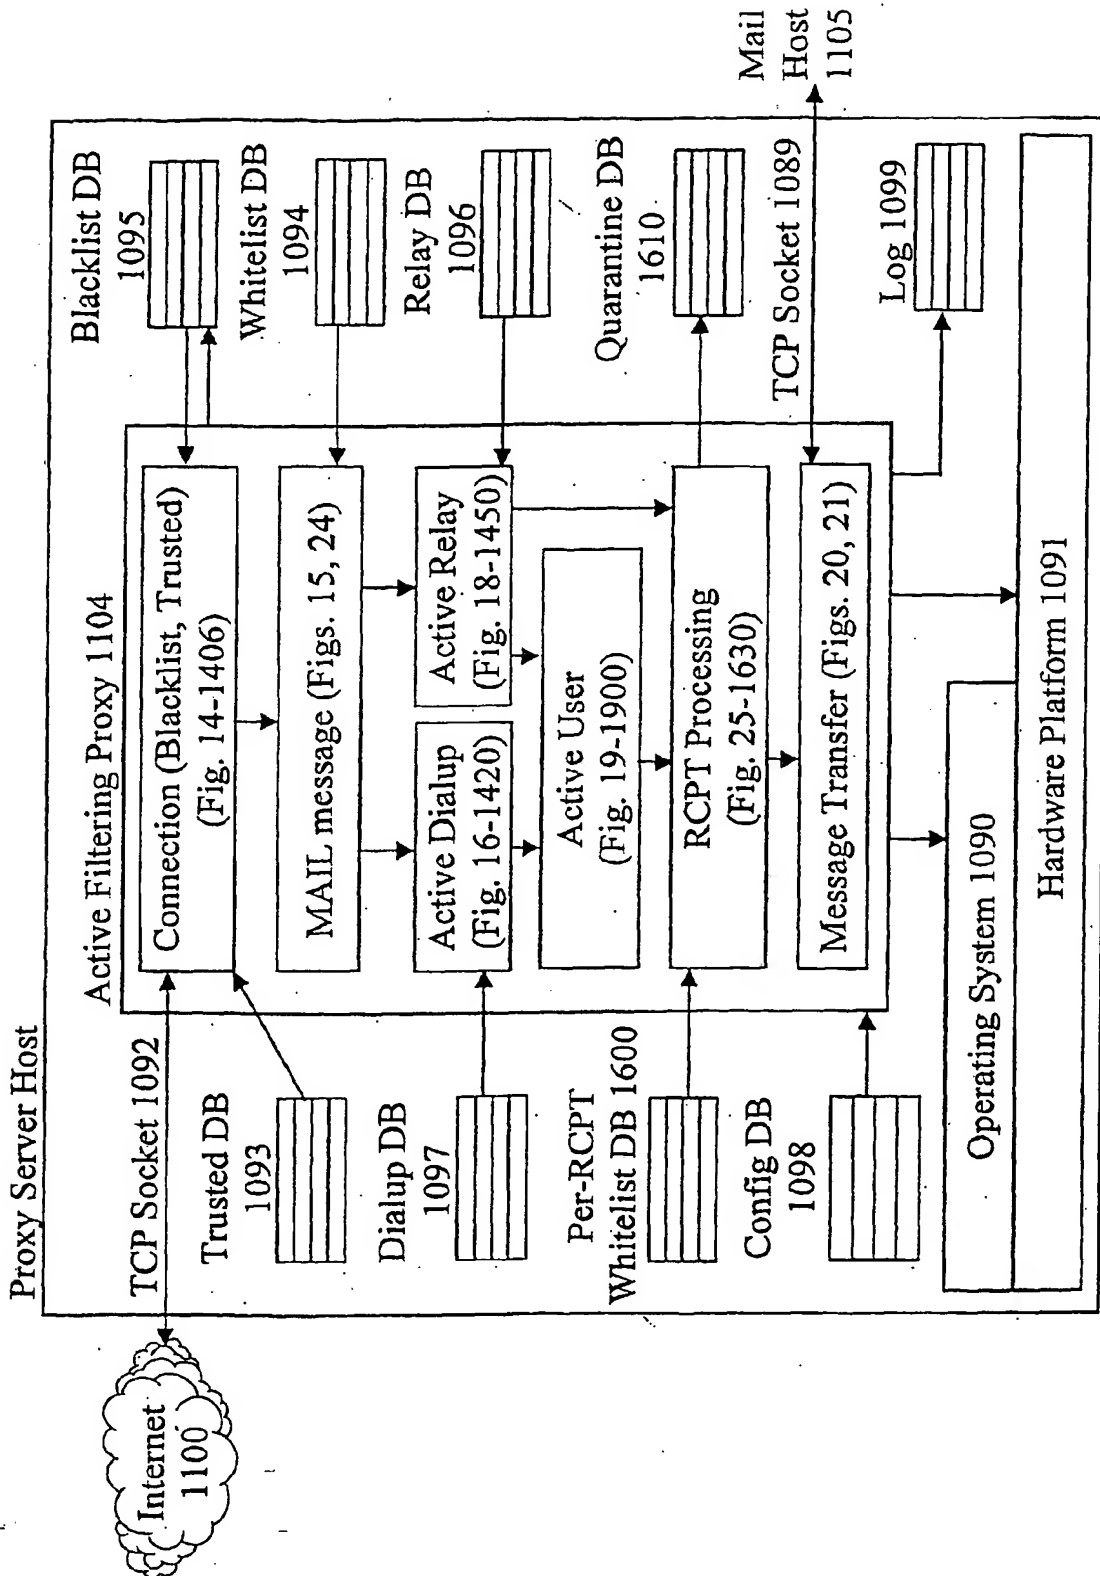 Proxy Server Host
Internet
1100
TCP Socket 1092
Trusted DB
1093
Dialup DB
1097
Per-RCPT
Whitelist DB 1600
Config DB
1098
Active Filtering Proxy 1104
Connection (Blacklist, Trusted)
(Fig. 14-1406)
MAIL message (Figs. 15, 24)
Active Dialup
(Fig. 16-1420)
Active Relay
(Fig. 18-1450)
Active User
(Fig. 19-1900)
RCPT Processing
(Fig. 25-1630)
Message Transfer (Figs. 20, 21)
Blacklist DB
1095
Whitelist DB
1094
Relay DB
1096
Quarantine DB
1610
TCP Socket 1089
Mail
Host
1105
Log 1099
Operating System 1090
Hardware Platform 1091